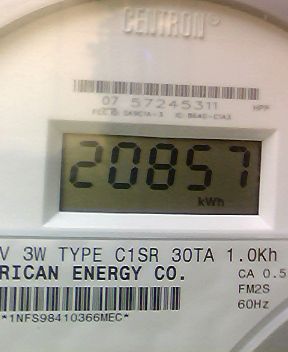 CENTRON®
07 57245311
HPP
20857
kWh
V 3W TYPE C1SR 30TA 1.0Kh
RICAN ENERGY CO.
CA 0.5
FM2S
60Hz
*1NFS98410366MEC*